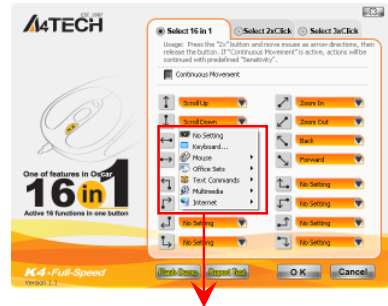 A4TECH
EST. 1987
Select 16 in 1
Select 2xClick
Select 3xClick
Usage: Press the "2x" button and move mouse as arrow directions, then
release the button. If "Continuous Movement" is actives, actions will be
continued with predefined "Sensitivity".
Continuous Movement
Scroll Up
Zoom In
Scroll Down
Zoom Out
No Setting
Keyboard...
Back
Mouse
Forward
Office Sets
Text Commands
No Setting
Multimedia
Internet
No Setting
No Setting
No Setting
No Setting
No Setting
One of features in Oscar
16 in 1
Active 16 functions in one button
K4 - Full-Speed
Version 1.1
OK
Cancel